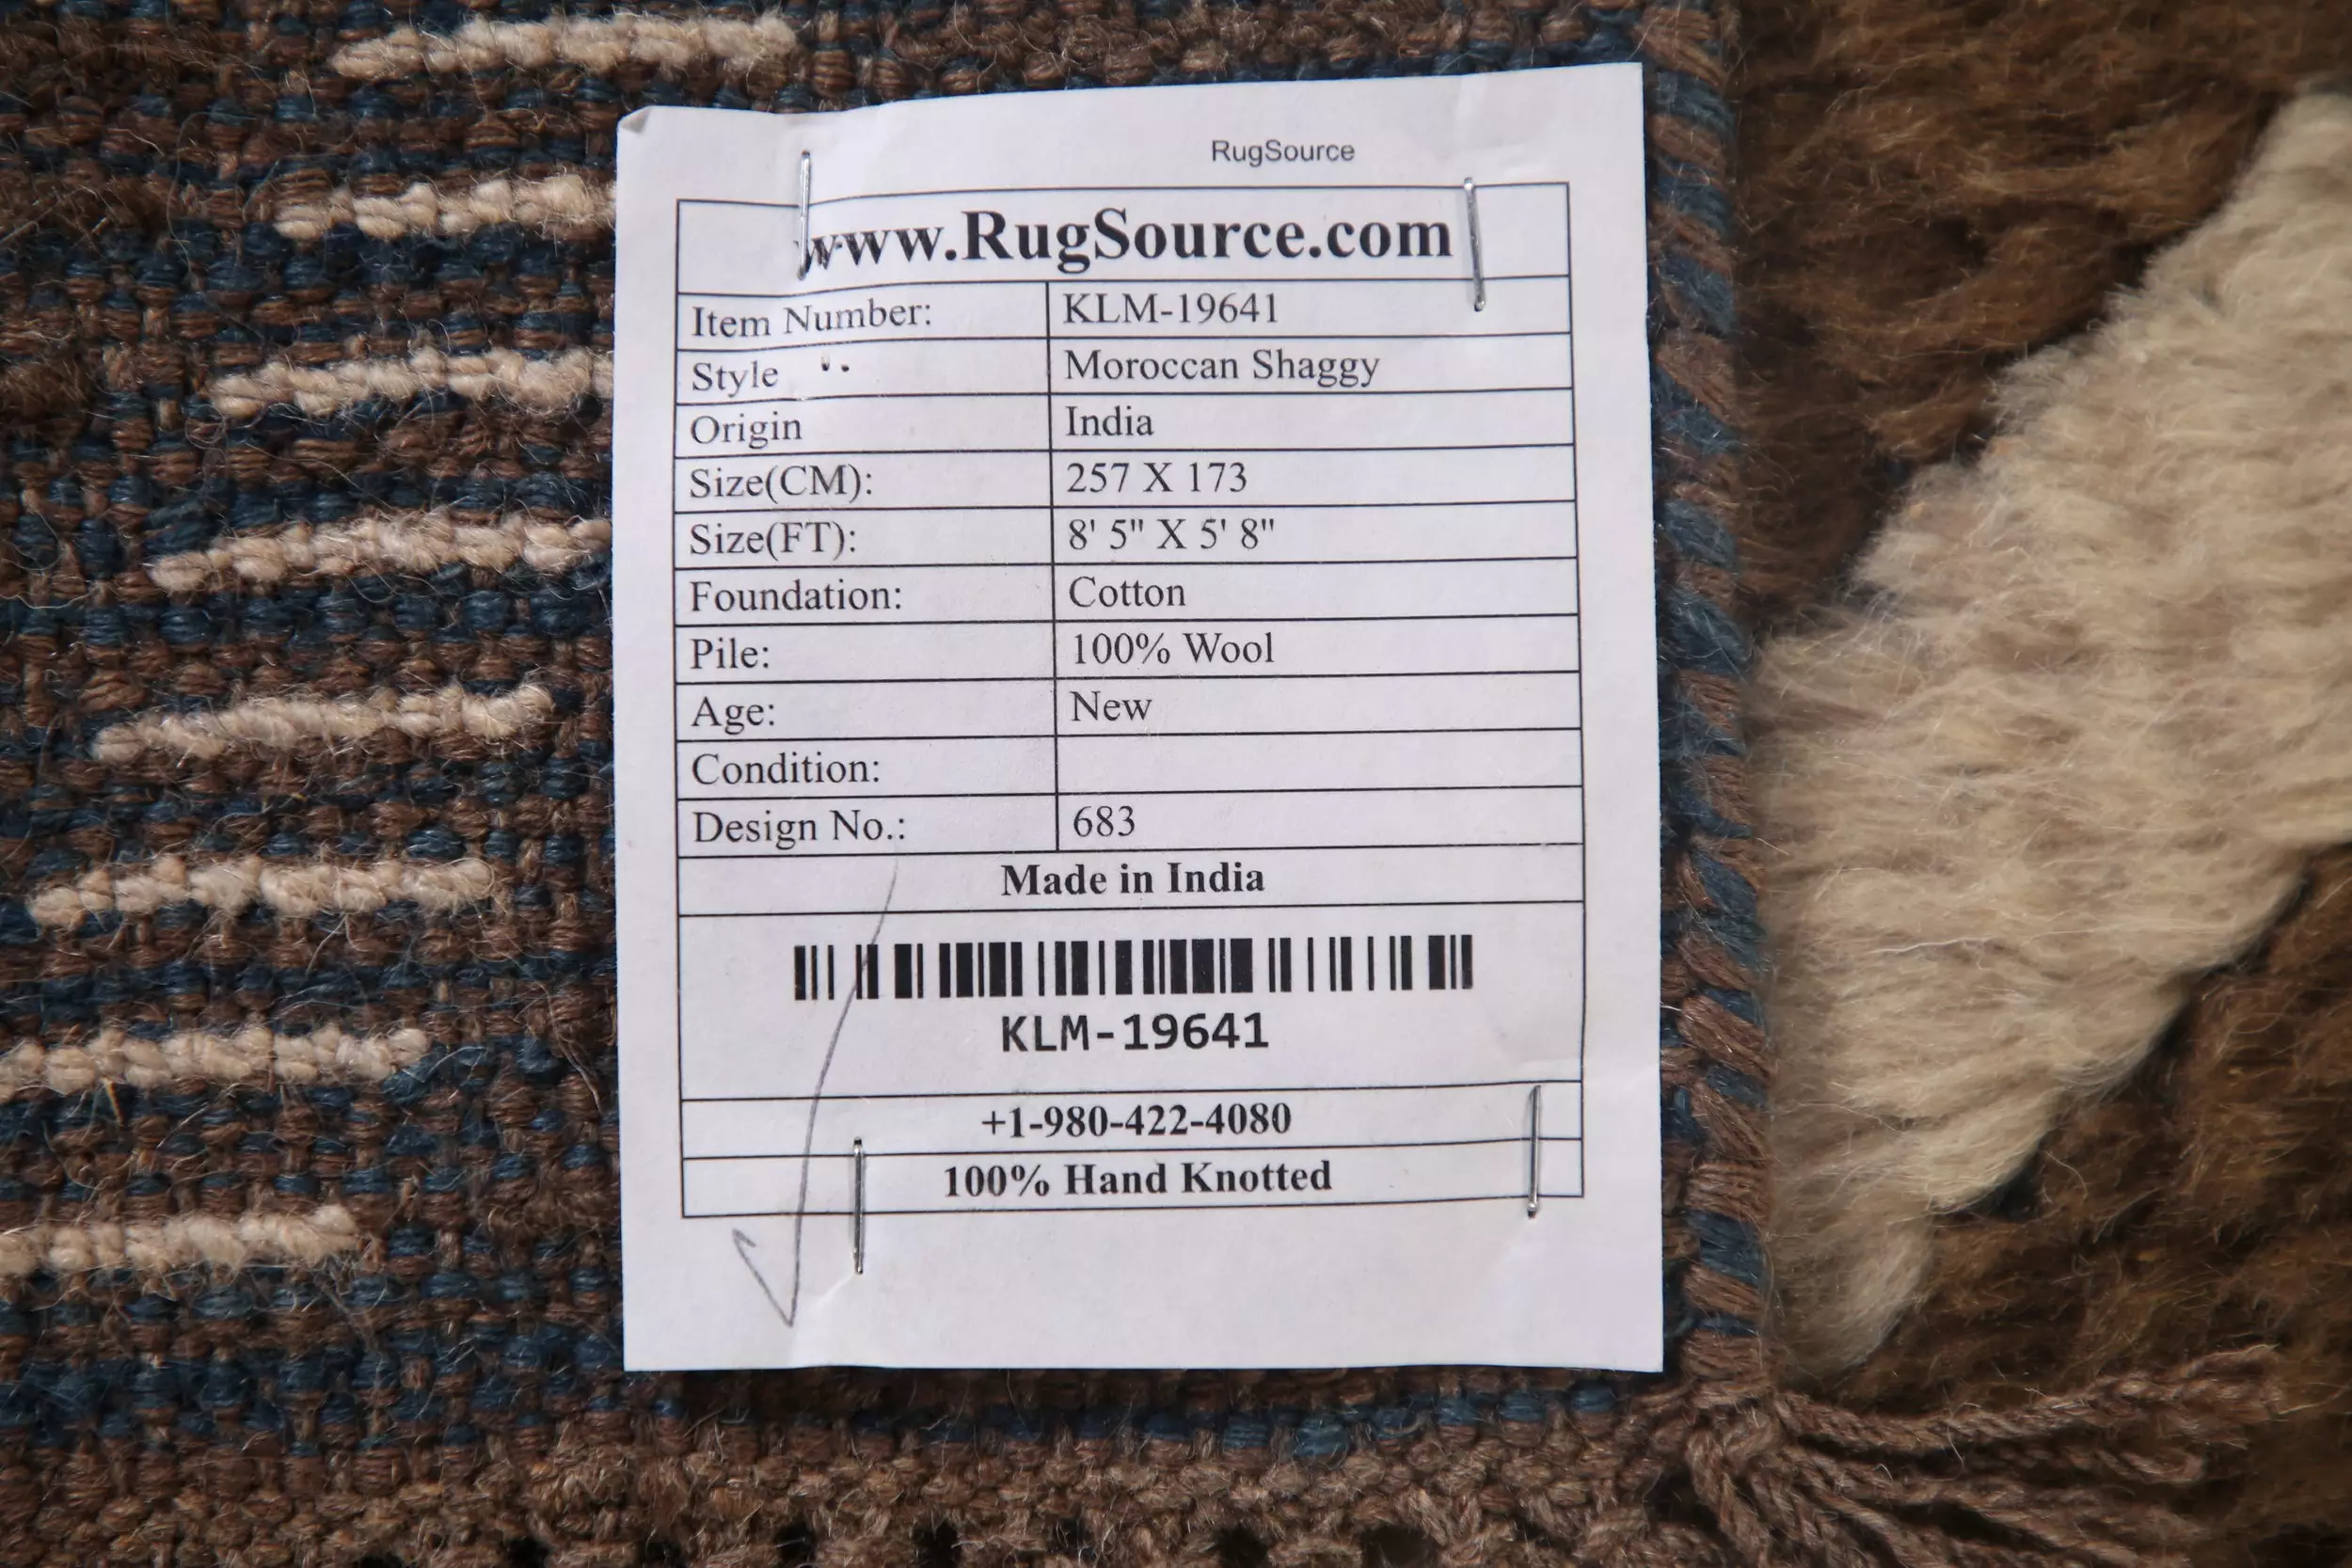 RugSource
www.RugSource.com
Item Number: KLM-19641
Style Moroccan Shaggy
Origin India
Size(CM): 257 X 173
Size(FT): 8' 5" X 5' 8"
Foundation: Cotton
Pile: 100% Wool
Age: New
Condition:
Design No.: 683
Made in India
KLM-19641
+1-980-422-4080
100% Hand Knotted